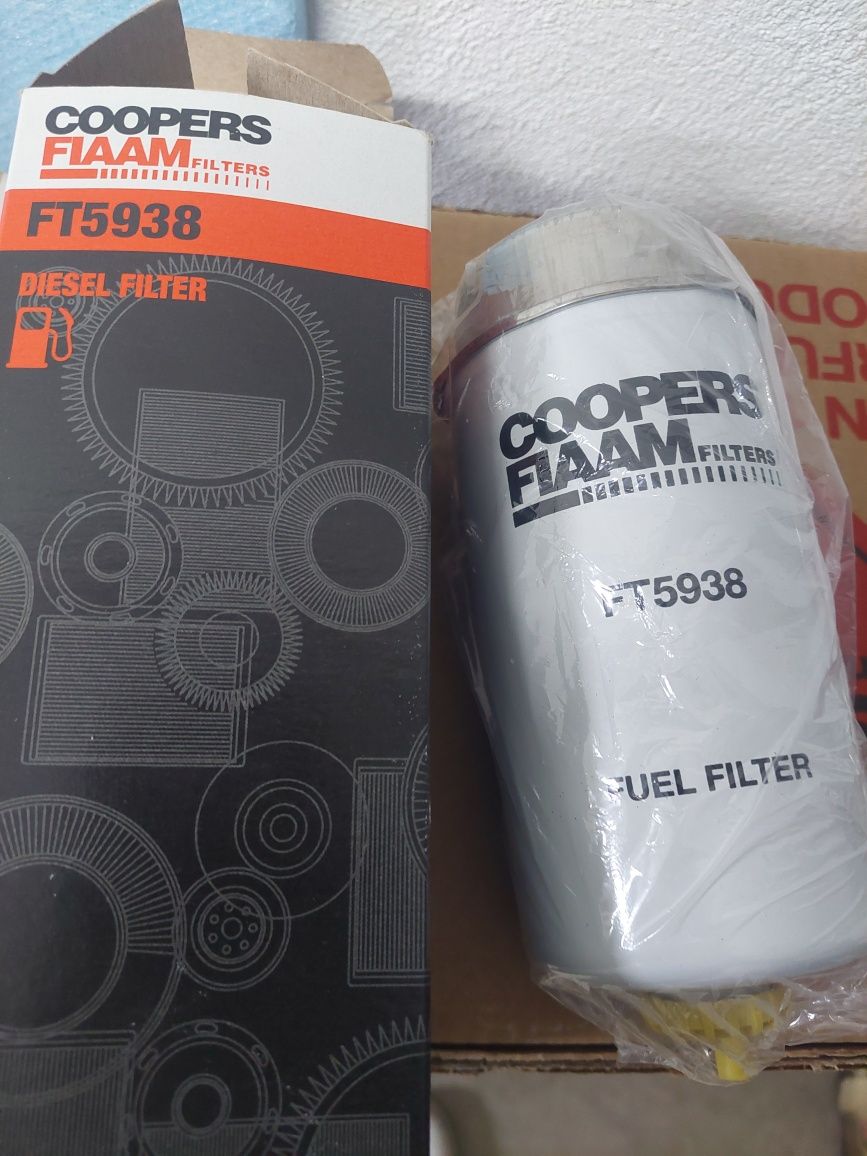 COOPERS
FIAAM FILTERS
FT5938
DIESEL FILTER
COOPERS
FIAAM FILTERS
FT5938
FUEL FILTER